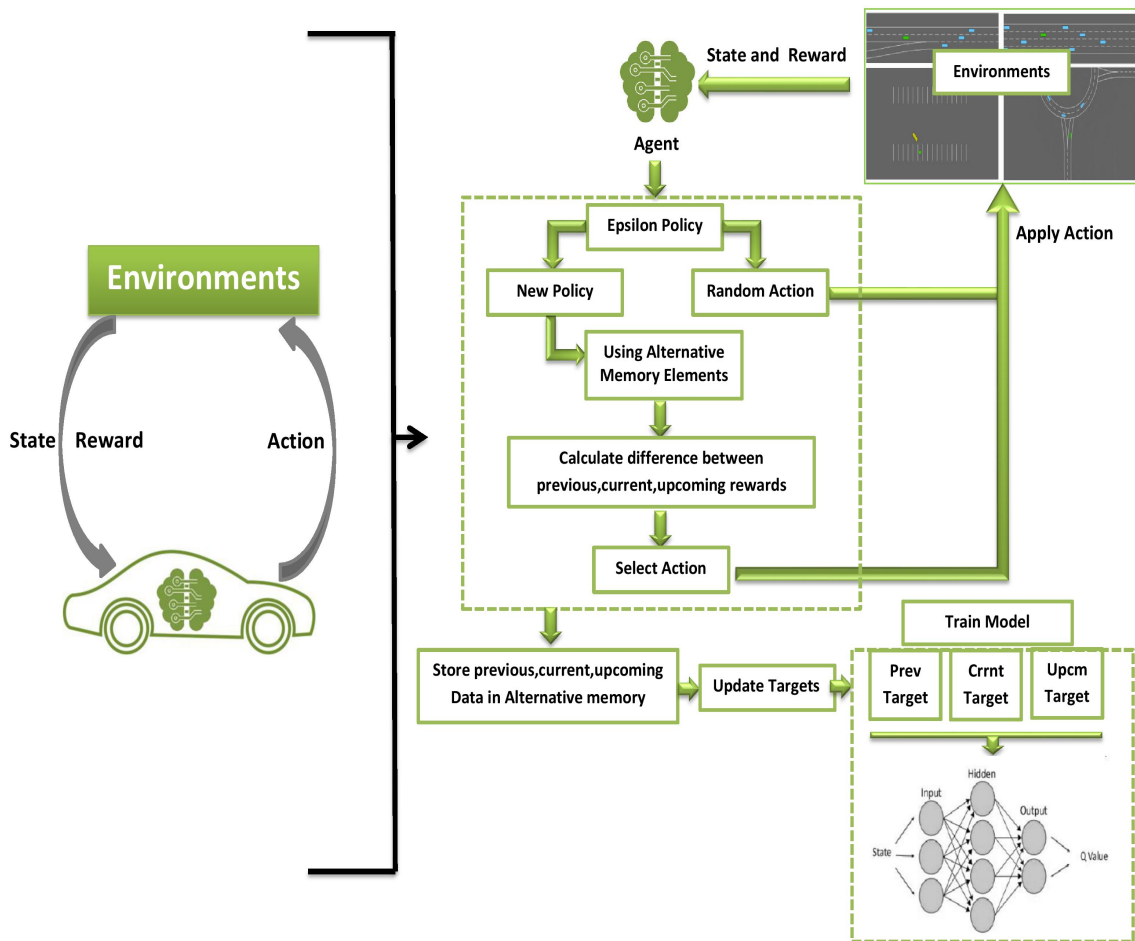 Environments
State
Reward
Action
State and Reward
Agent
Environments
Apply Action
Epsilon Policy
New Policy
Random Action
Using Alternative
Memory Elements
Calculate difference between
previous,current,upcoming rewards
Select Action
Store previous,current,upcoming
Data in Alternative memory
Update Targets
Train Model
Prev
Target
Crrnt
Target
Upcm
Target
Input
Hidden
Output
State
Q Value